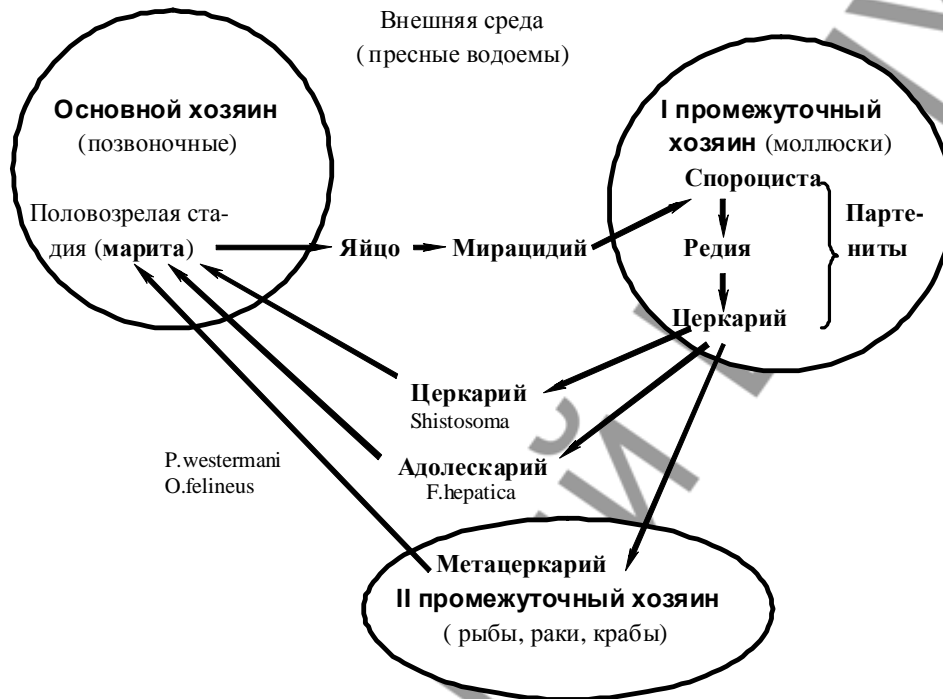 Внешняя среда
( пресные водоемы)
Основной хозяин
(позвоночные)
Половозрелая ста-
дия (марита)
Яйцо
Мирацидий
I промежуточный
хозяин (моллюски)
Спороциста
Редия
Церкарий
Парте-
ниты
Церкарий
Shistosoma
Адолескарий
F.hepatica
P.westermani
O.felineus
Метацеркарий
II промежуточный хозяин
( рыбы, раки, крабы)